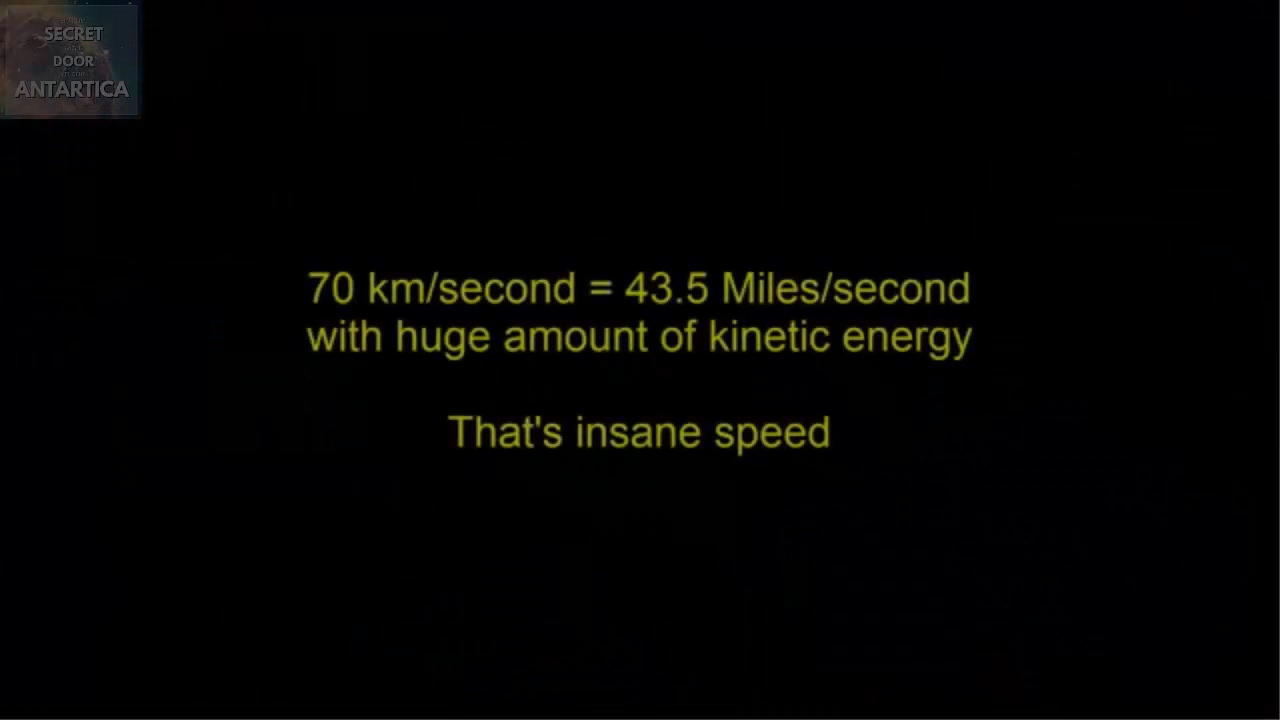 SECRET
DOOR
ANTARTICA
70 km/second = 43.5 Miles/second
with huge amount of kinetic energy
That's insane speed